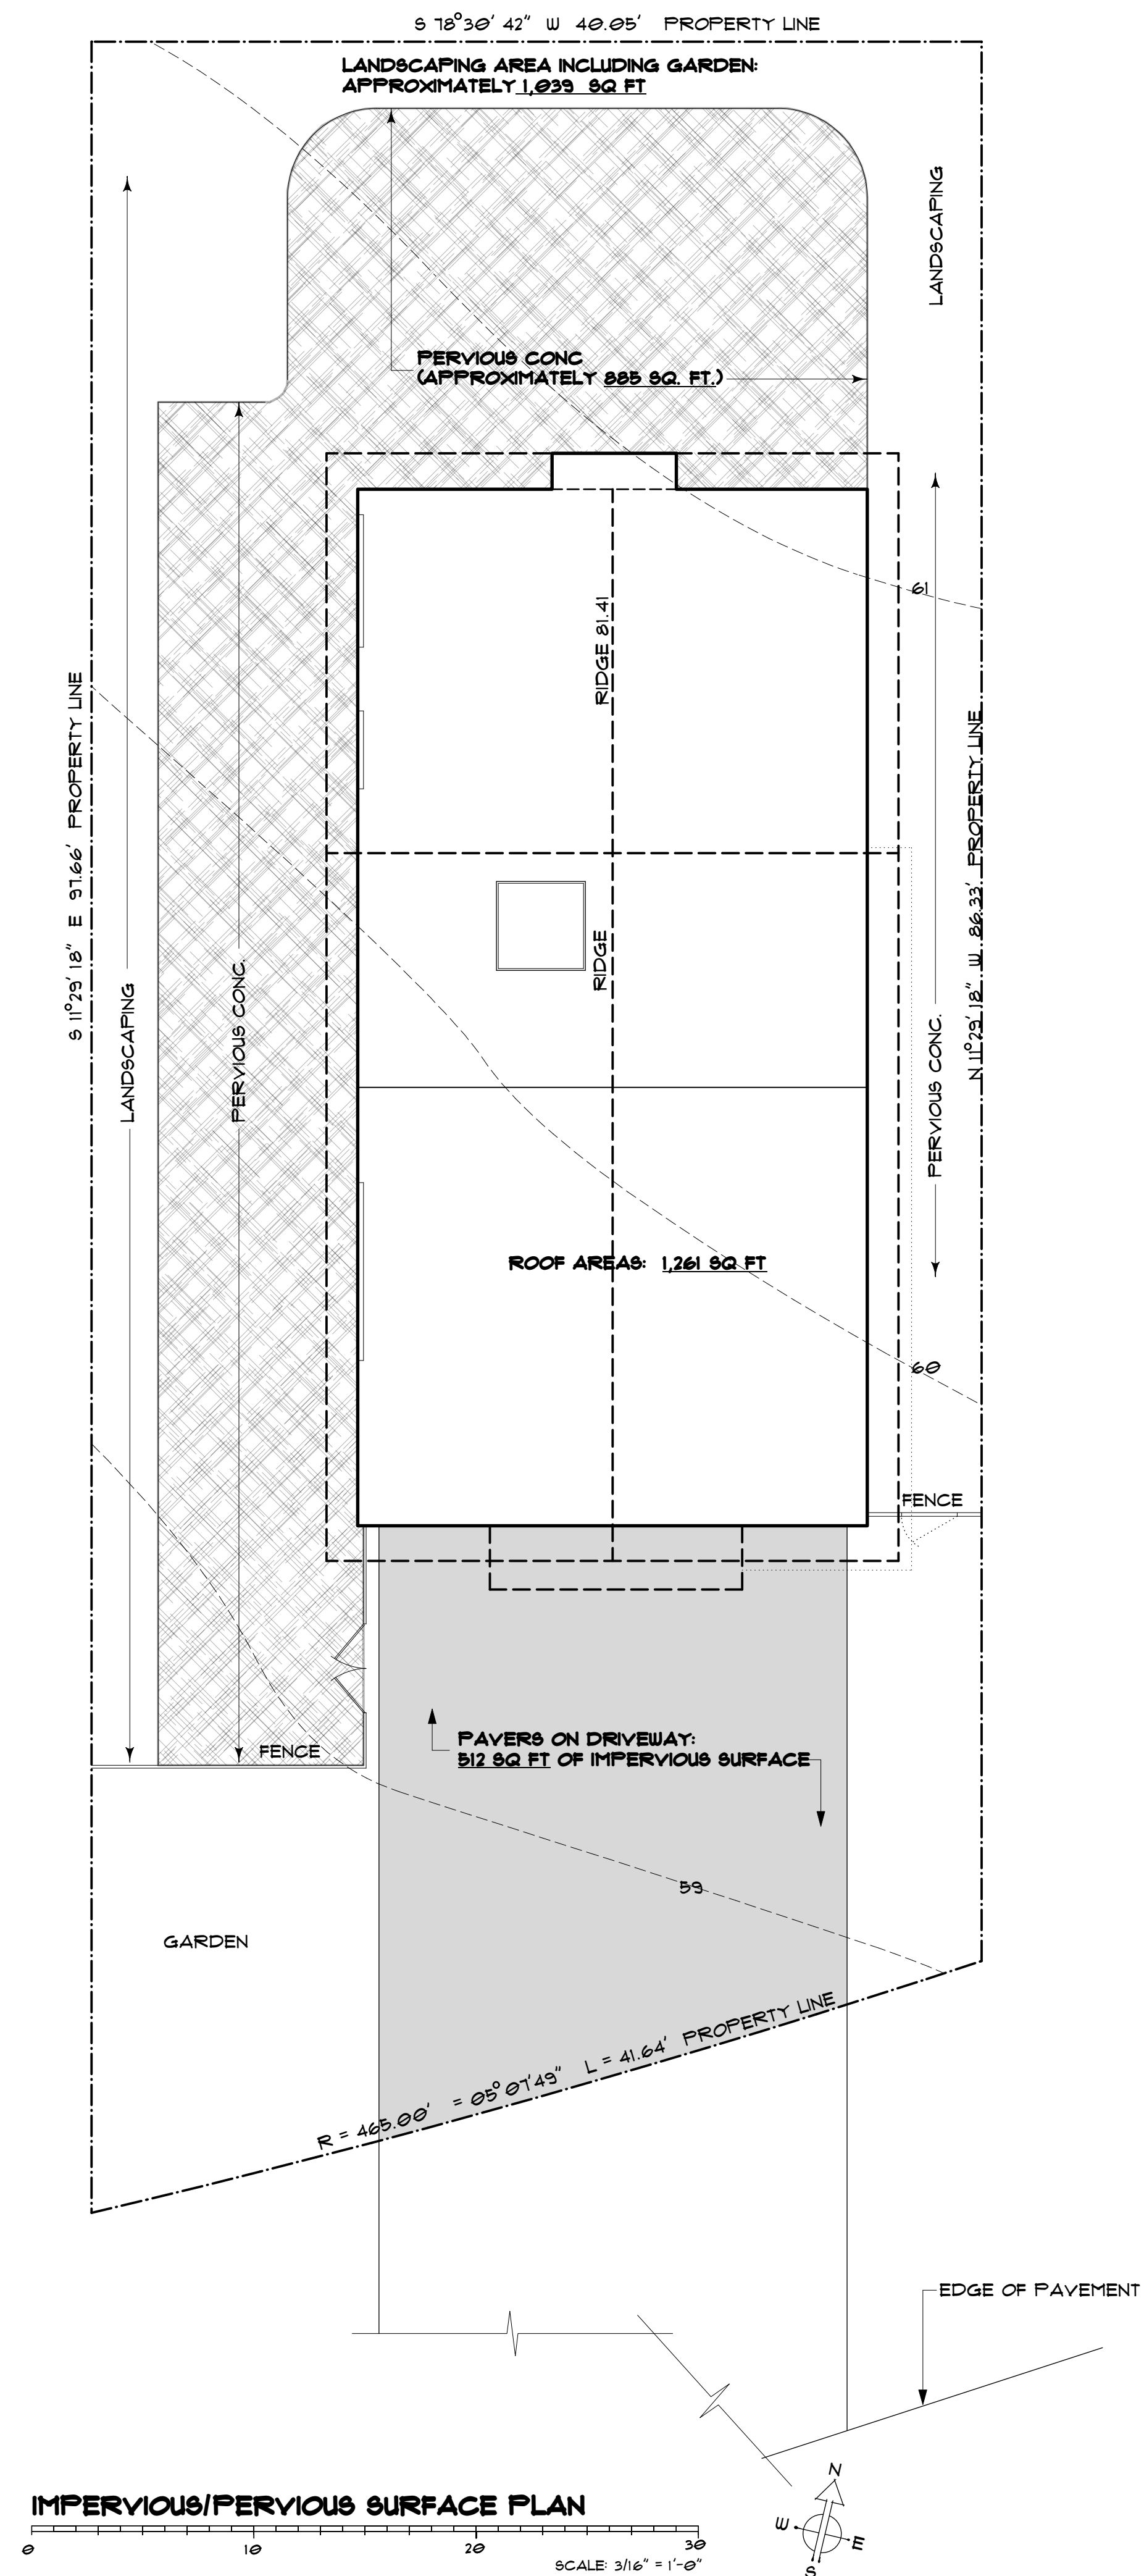 S 78°30' 42" W 40.05' PROPERTY LINE
LANDSCAPING AREA INCLUDING GARDEN:
APPROXIMATELY 1,039 SQ FT
LANDSCAPING
PERVIOUS CONC
(APPROXIMATELY 885 SQ. FT.)
61
RIDGE 81.41
S 11°29' 18" E 97.66' PROPERTY LINE
N 11°29' 18" W 86.33' PROPERTY LINE
RIDGE
LANDSCAPING
PERVIOUS CONC.
PERVIOUS CONC.
ROOF AREAS: 1,261 SQ FT
60
FENCE
PAVERS ON DRIVEWAY:
512 SQ FT OF IMPERVIOUS SURFACE
FENCE
59
GARDEN
R = 465.00' = 05°07'49" L = 41.64' PROPERTY LINE
EDGE OF PAVEMENT
N
W
E
S
IMPERVIOUS/PERVIOUS SURFACE PLAN
0 10 20 30
SCALE: 3/16" = 1'-0"